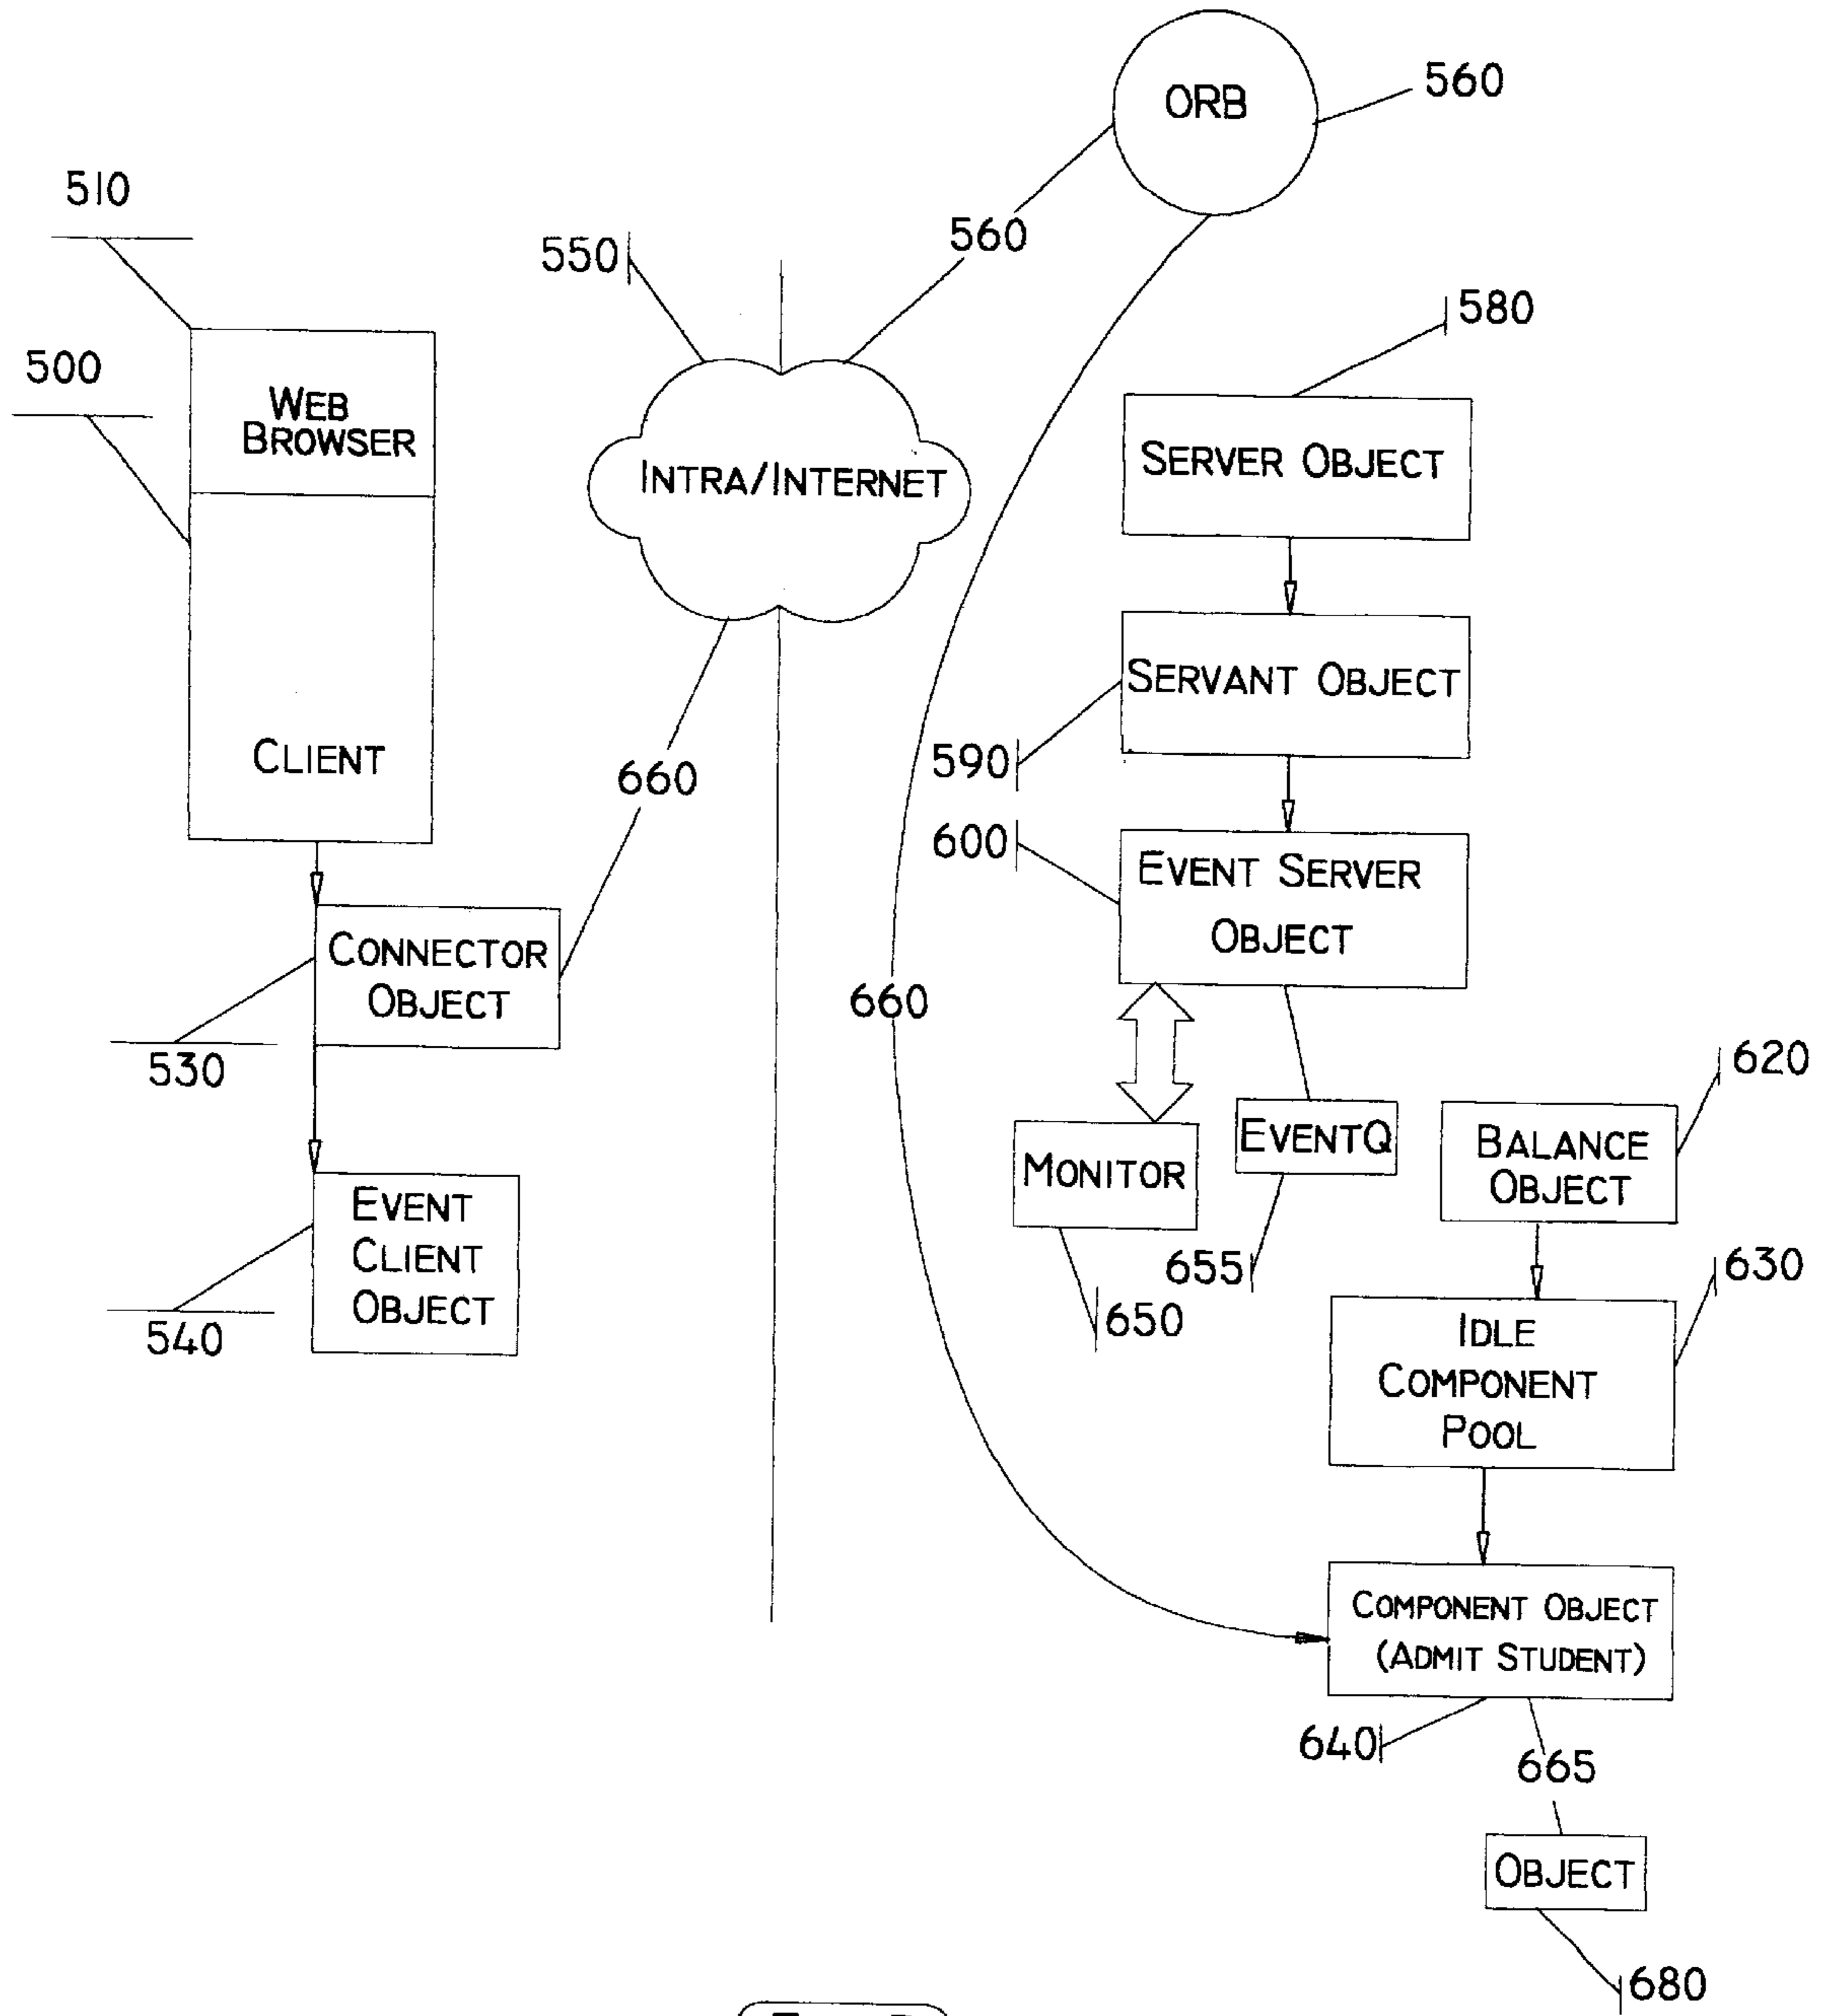 ORB
560
510
560
550
580
500
WEB
BROWSER
SERVER OBJECT
INTRA/INTERNET
SERVANT OBJECT
CLIENT
590
660
600
EVENT SERVER
OBJECT
CONNECTOR
OBJECT
660
530
620
EVENTQ
BALANCE
OBJECT
MONITOR
EVENT
CLIENT
OBJECT
655
630
650
540
IDLE
COMPONENT
POOL
COMPONENT OBJECT
(ADMIT STUDENT)
640
665
OBJECT
680